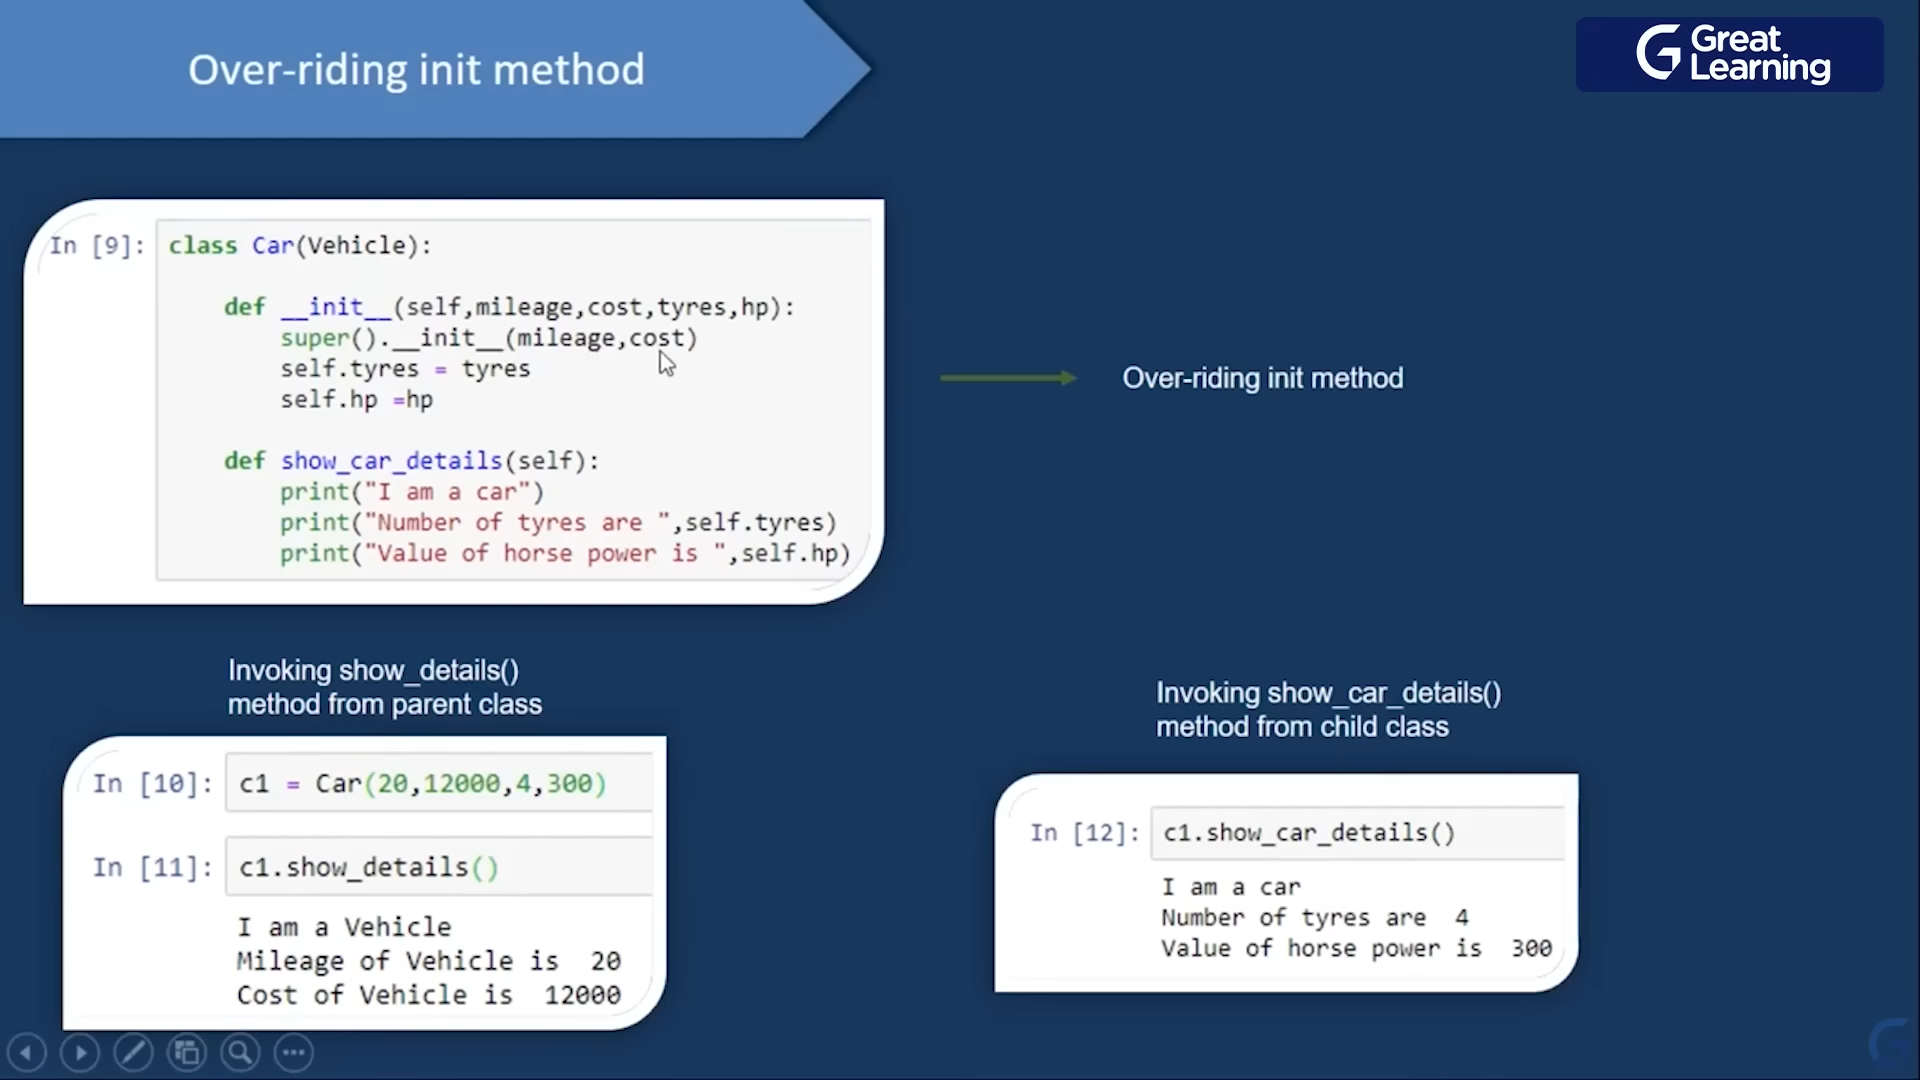 Over-riding init method
Great
Learning
In [9]: class Car(Vehicle):
def __init__(self,mileage,cost,tyres,hp):
super().__init__(mileage,cost)
self.tyres = tyres
self.hp =hp
def show_car_details(self):
print("I am a car")
print("Number of tyres are ",self.tyres)
print("Value of horse power is ",self.hp)
Over-riding init method
Invoking show_details()
method from parent class
In [10]: c1 = Car(20,12000,4,300)
In [11]: c1.show_details()
I am a Vehicle
Mileage of Vehicle is  20
Cost of Vehicle is  12000
Invoking show_car_details()
method from child class
In [12]: c1.show_car_details()
I am a car
Number of tyres are  4
Value of horse power is  300